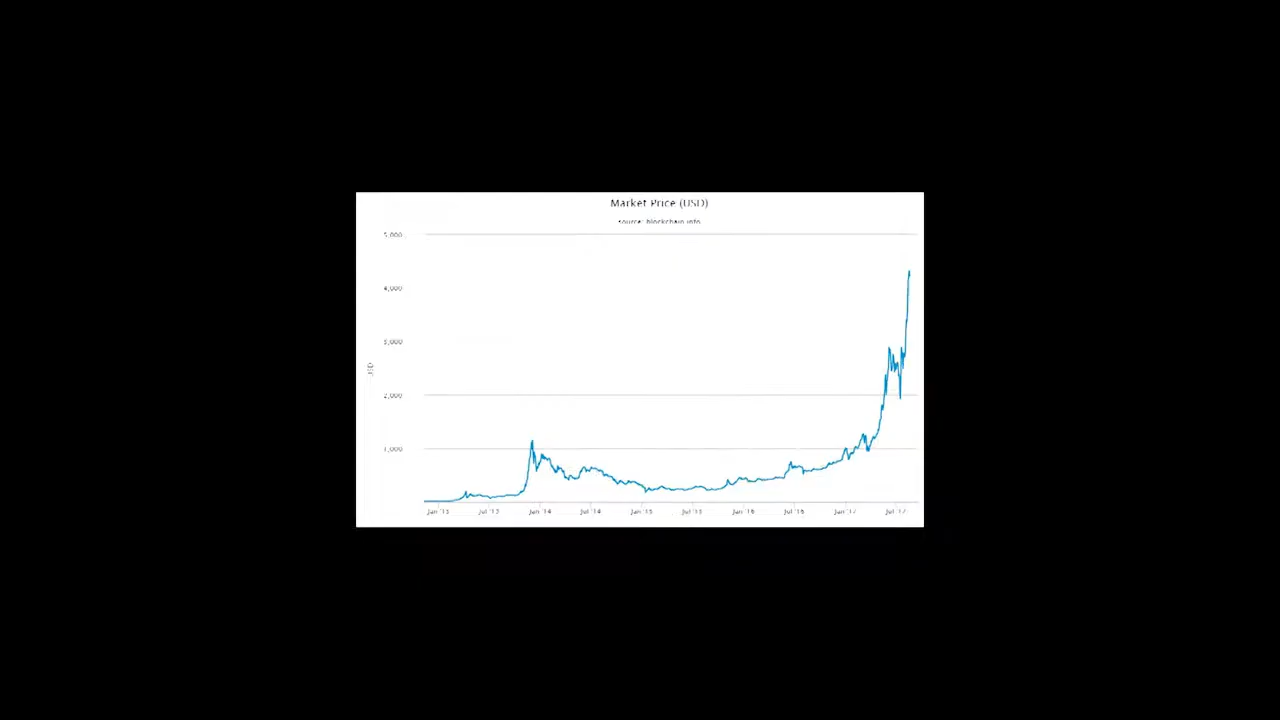 Market Price (USD)
Source: blockchain.info
5,000
4,000
3,000
USD
2,000
1,000
Jan '13 Jul '13 Jan '14 Jul '14 Jan '15 Jul '15 Jan '16 Jul '16 Jan '17 Jul '17